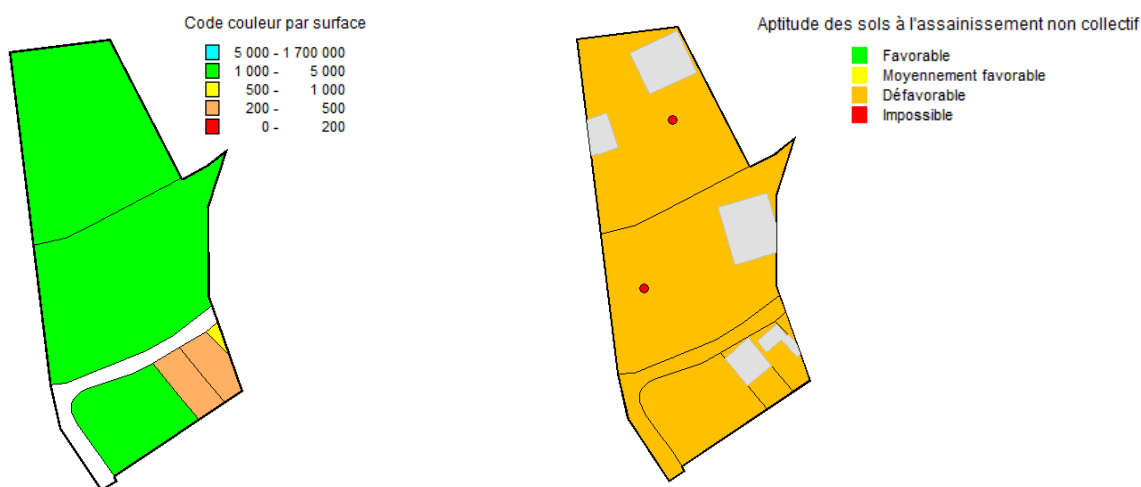 Code couleur par surface
5 000 - 1 700 000
1 000 - 5 000
500 - 1 000
200 - 500
0 - 200
Aptitude des sols à l'assainissement non collectif
Favorable
Moyennement favorable
Défavorable
Impossible